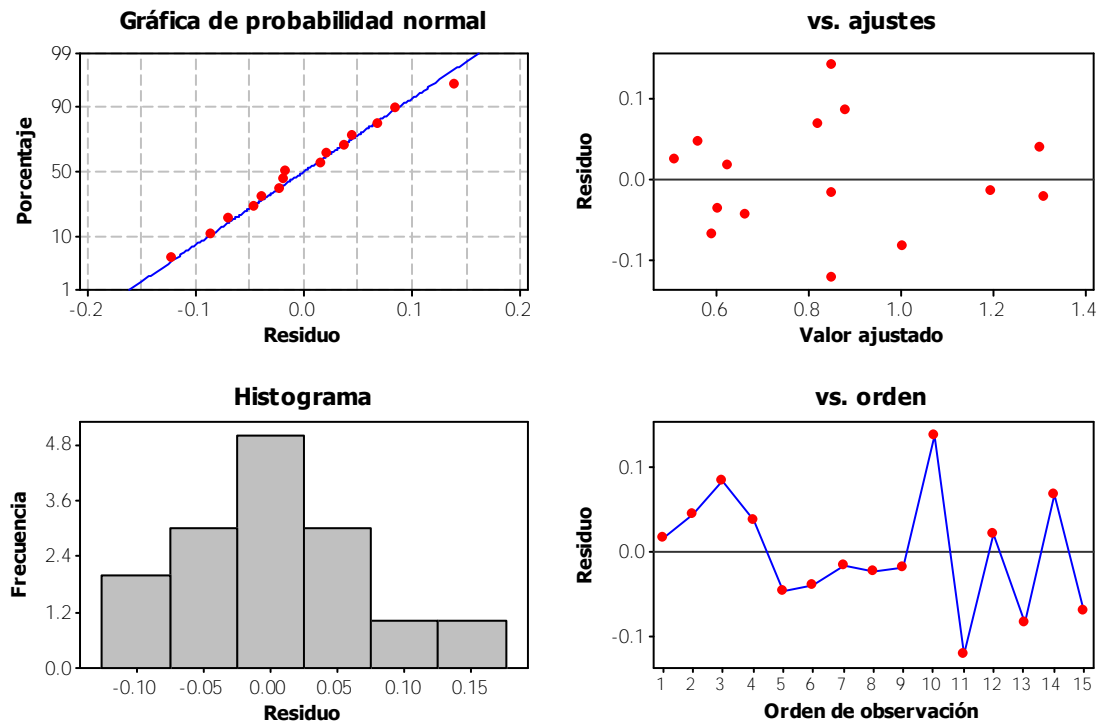 Gráfica de probabilidad normal
99
90
50
10
1
Porcentaje
-0.2 -0.1 0.0 0.1 0.2
Residuo
vs. ajustes
0.1
0.0
-0.1
Residuo
0.6 0.8 1.0 1.2 1.4
Valor ajustado
Histograma
4.8
3.6
2.4
1.2
0.0
Frecuencia
-0.10 -0.05 0.00 0.05 0.10 0.15
Residuo
vs. orden
0.1
0.0
-0.1
Residuo
1 2 3 4 5 6 7 8 9 10 11 12 13 14 15
Orden de observación